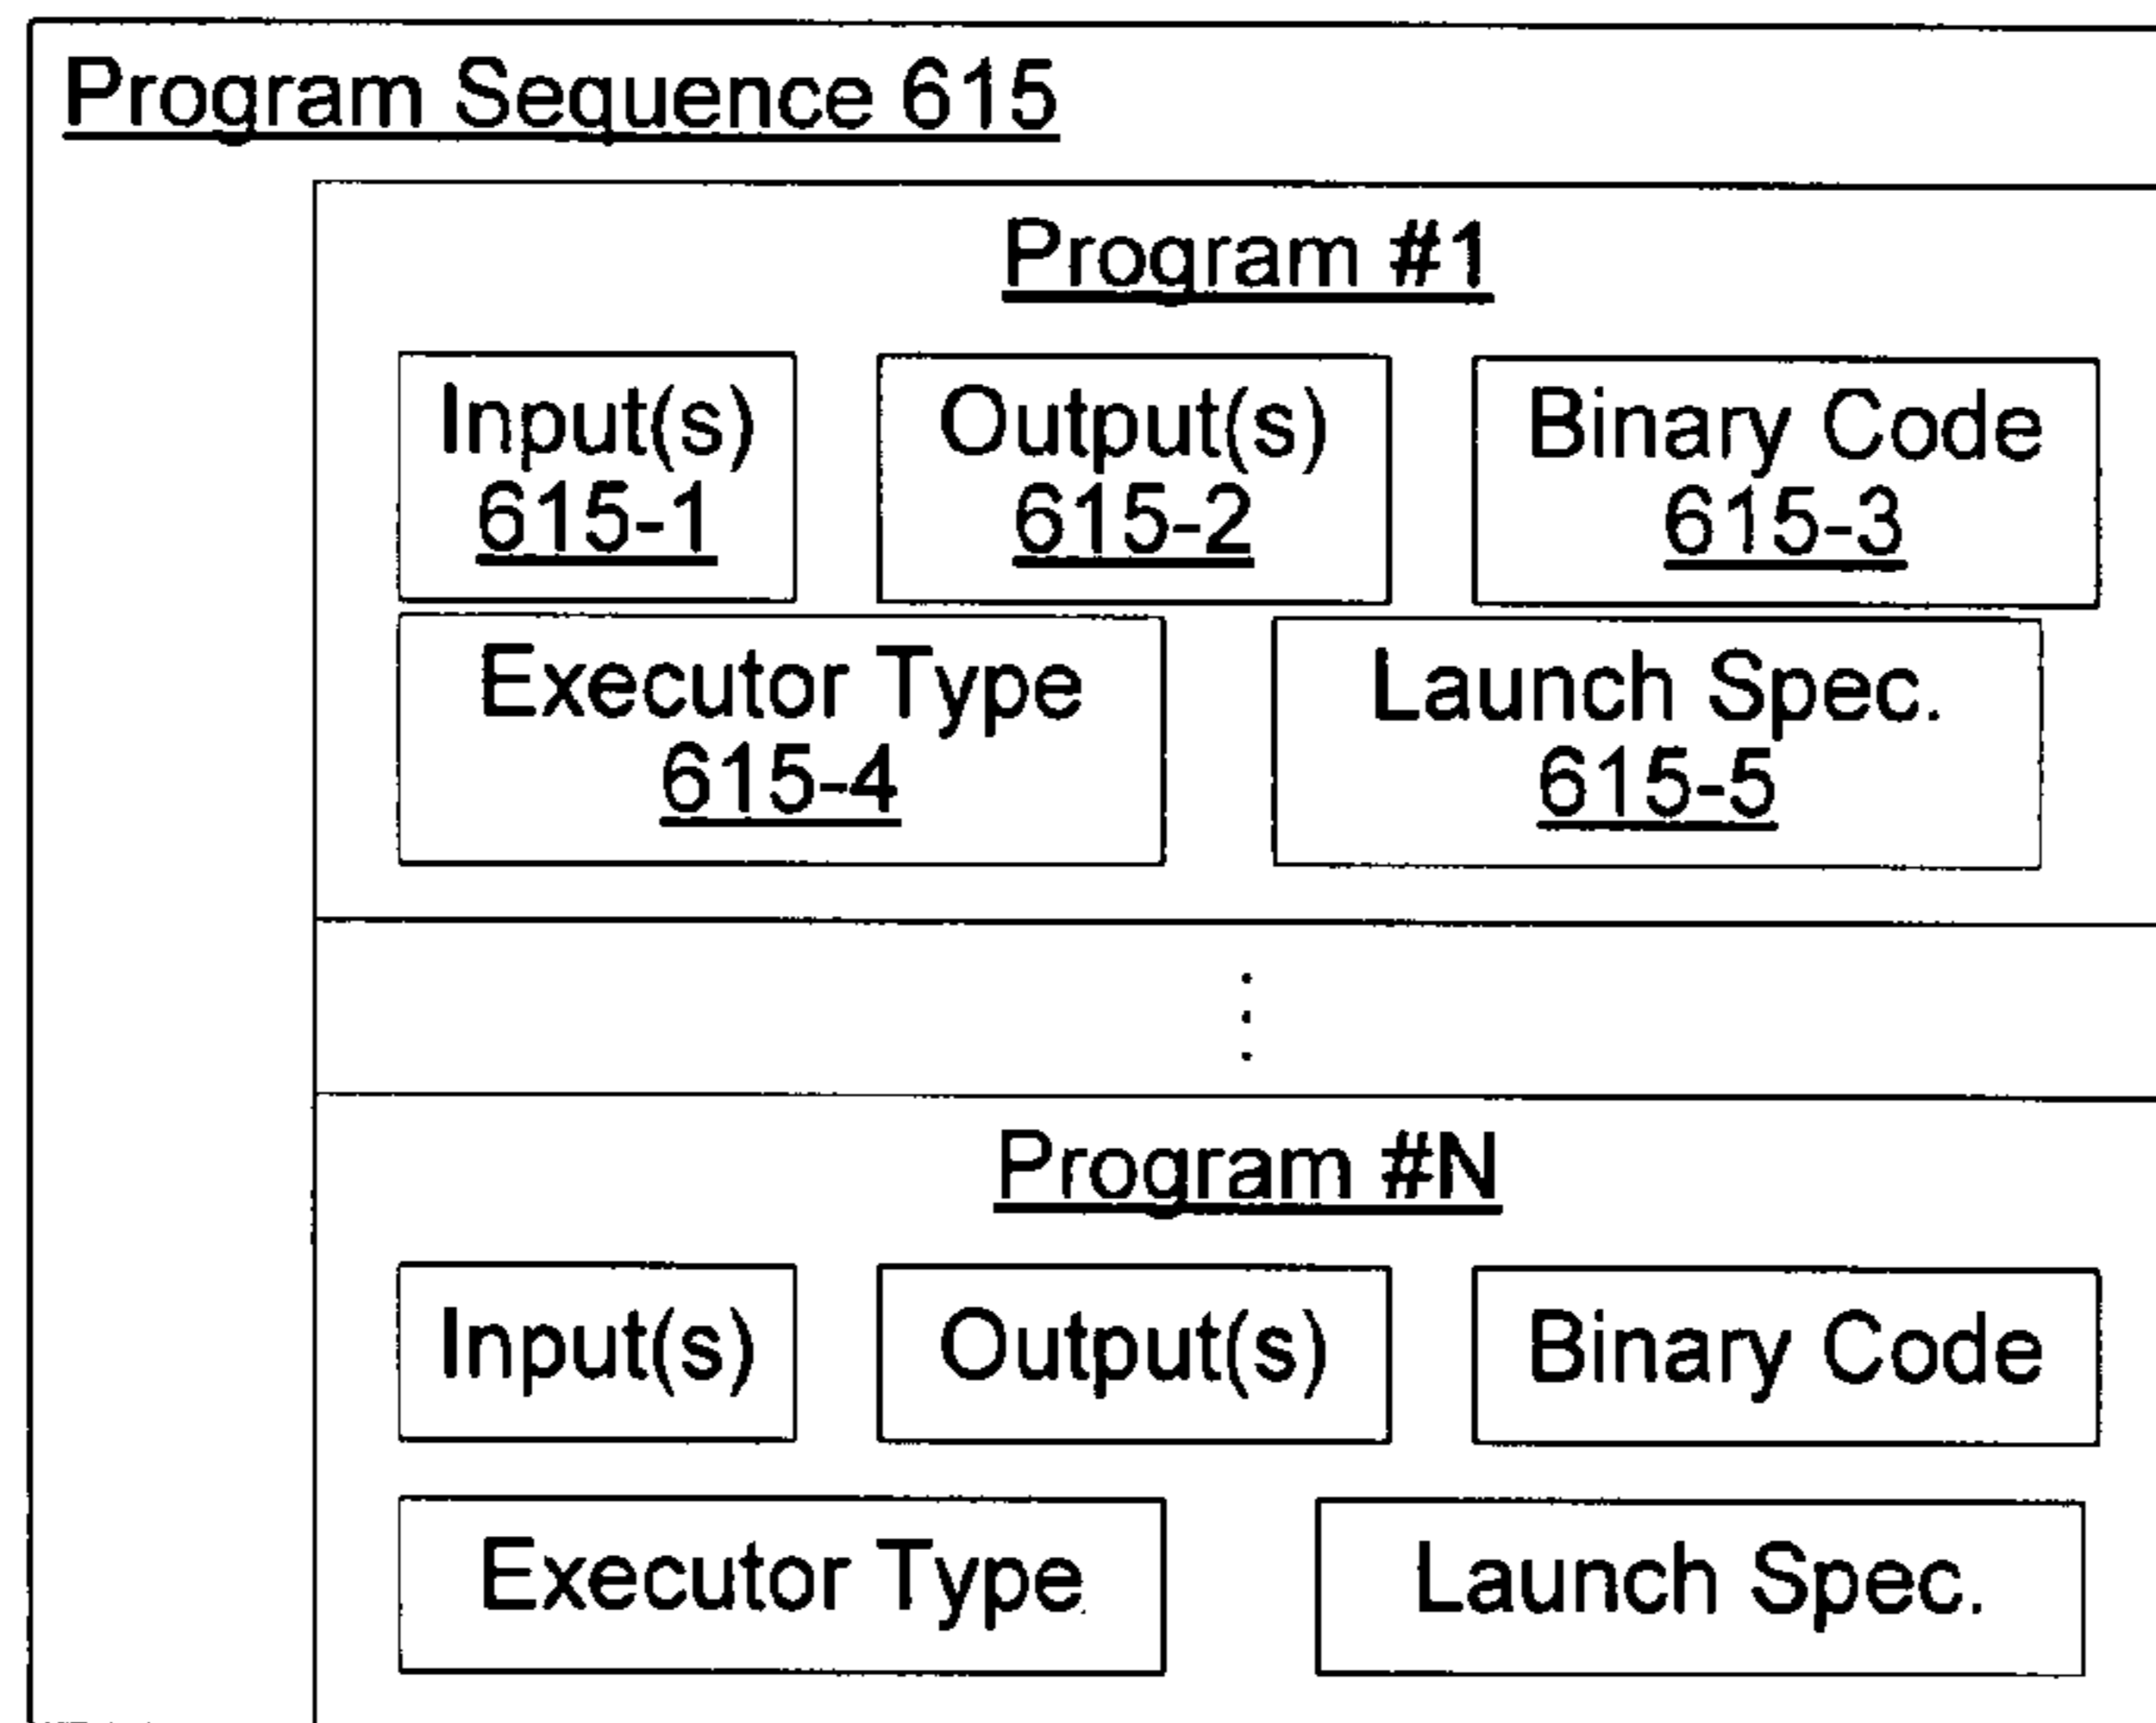 Program Sequence 615
Program #1
Input(s)
615-1
Output(s)
615-2
Binary Code
615-3
Executor Type
615-4
Launch Spec.
615-5
Program #N
Input(s)
Output(s)
Binary Code
Executor Type
Launch Spec.